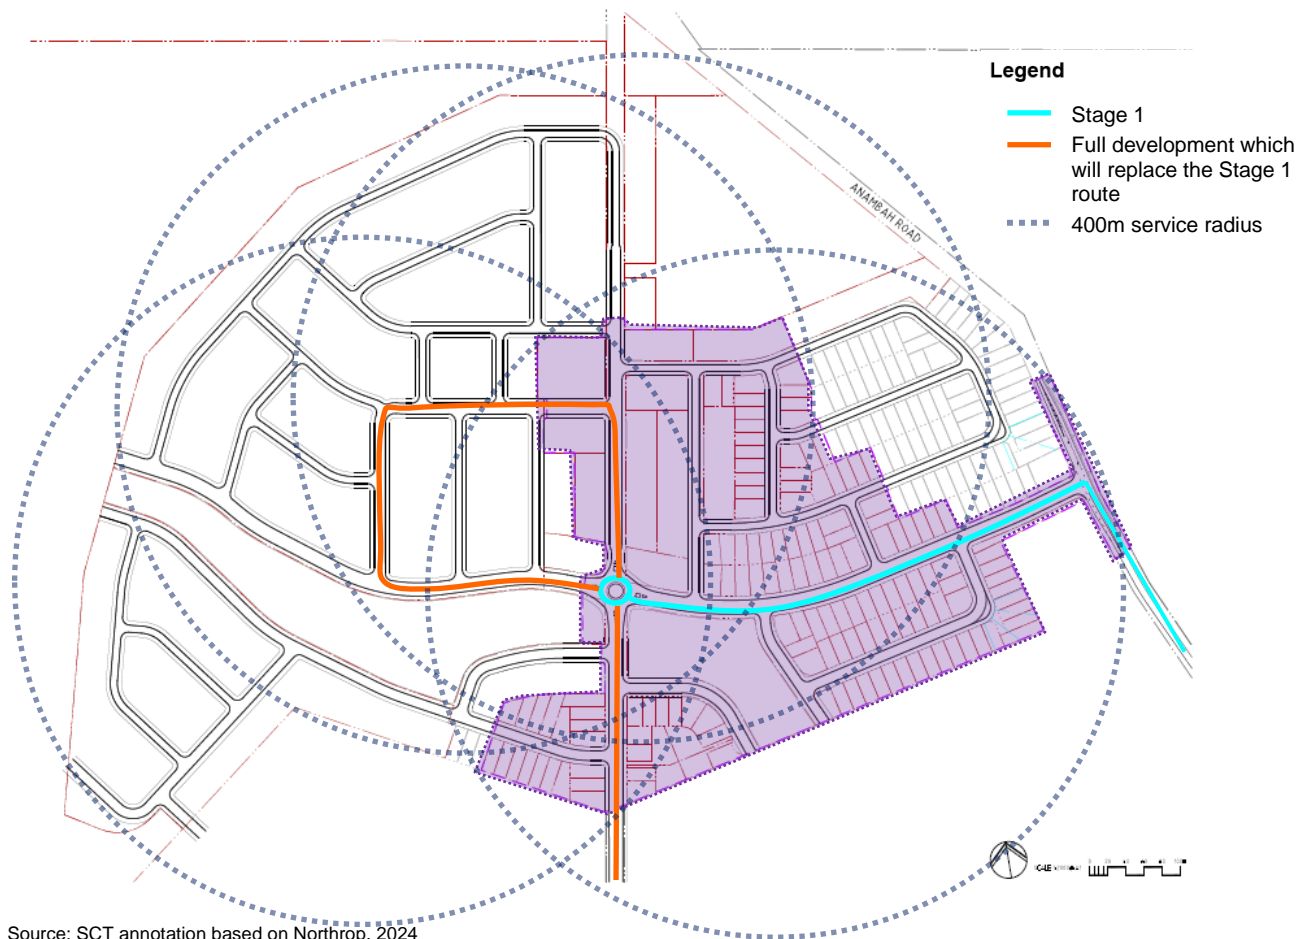 Legend
Stage 1
Full development which
will replace the Stage 1
route
400m service radius
ANAMBAH ROAD
Source: SCT annotation based on Northrop, 2024